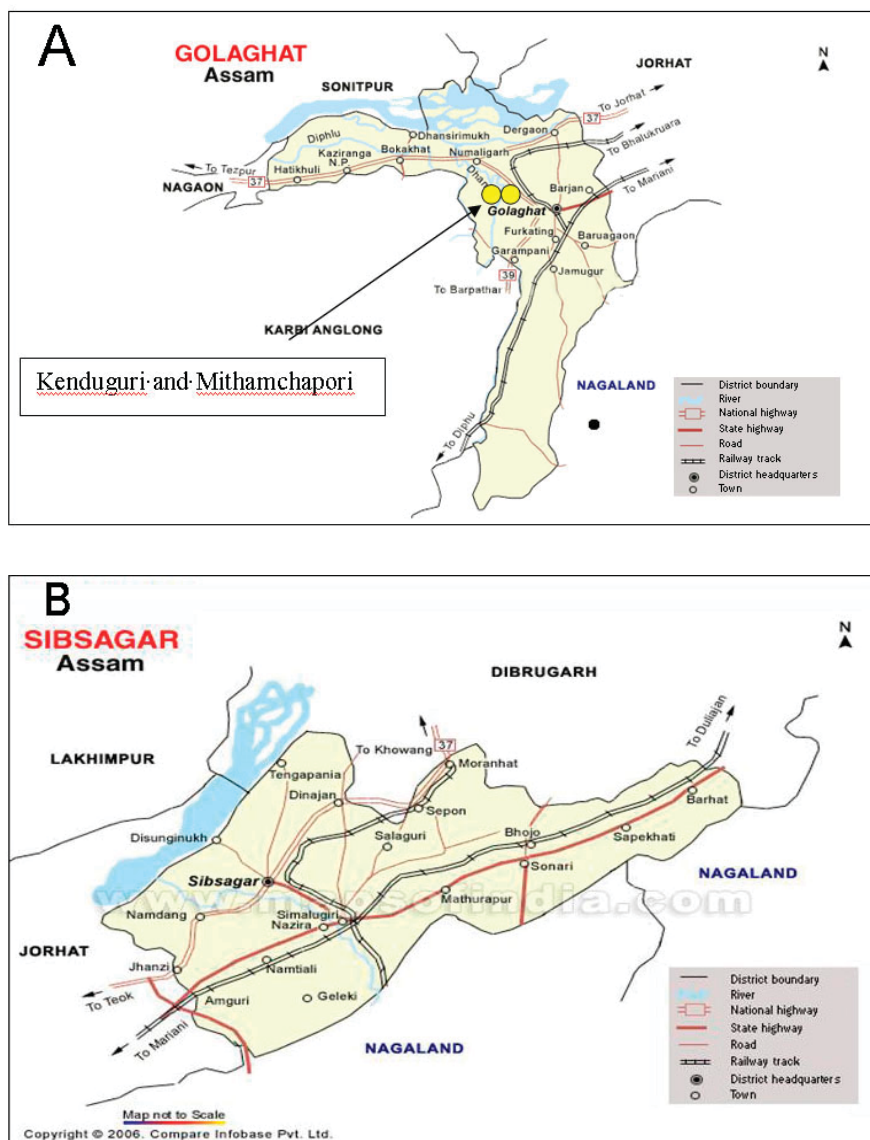 A
GOLAGHAT
Assam
N
JORHAT
SONITPUR
To Jorhat
37
Dergaon
To Bhalukruara
Diphlu
Dhansirimukh
Kaziranga
N.P.
Bokakhat
Numaligarh
To Mariani
To Tezpur
Hatikhuli
NAGAON
37
Barjan
Golaghat
Furkating
Baruagaon
Garampani
39
Jamugur
To Barpathar
KARBI ANGLONG
Kenduguri and Mithamchapori
NAGALAND
To Diphu
District boundary
River
National highway
State highway
Road
Railway track
District headquarters
Town
B
SIBSAGAR
Assam
N
DIBRUGARH
To Duliajan
LAKHIMPUR
To Khowang
37
Moranhat
Tengapania
Dinajan
Sepon
Barhat
Disunginukh
Salaguri
Bhojo
Sapekhati
Sibsagar
Sonari
NAGALAND
www.mapsofindia.com
Mathurapur
Namdang
Simalugiri
Nazira
JORHAT
Jhanzi
Namtiali
To Teok
Amguri
Geleki
To Mariani
NAGALAND
District boundary
River
National highway
State highway
Road
Railway track
District headquarters
Town
Map not to Scale
Copyright © 2006. Compare Infobase Pvt. Ltd.